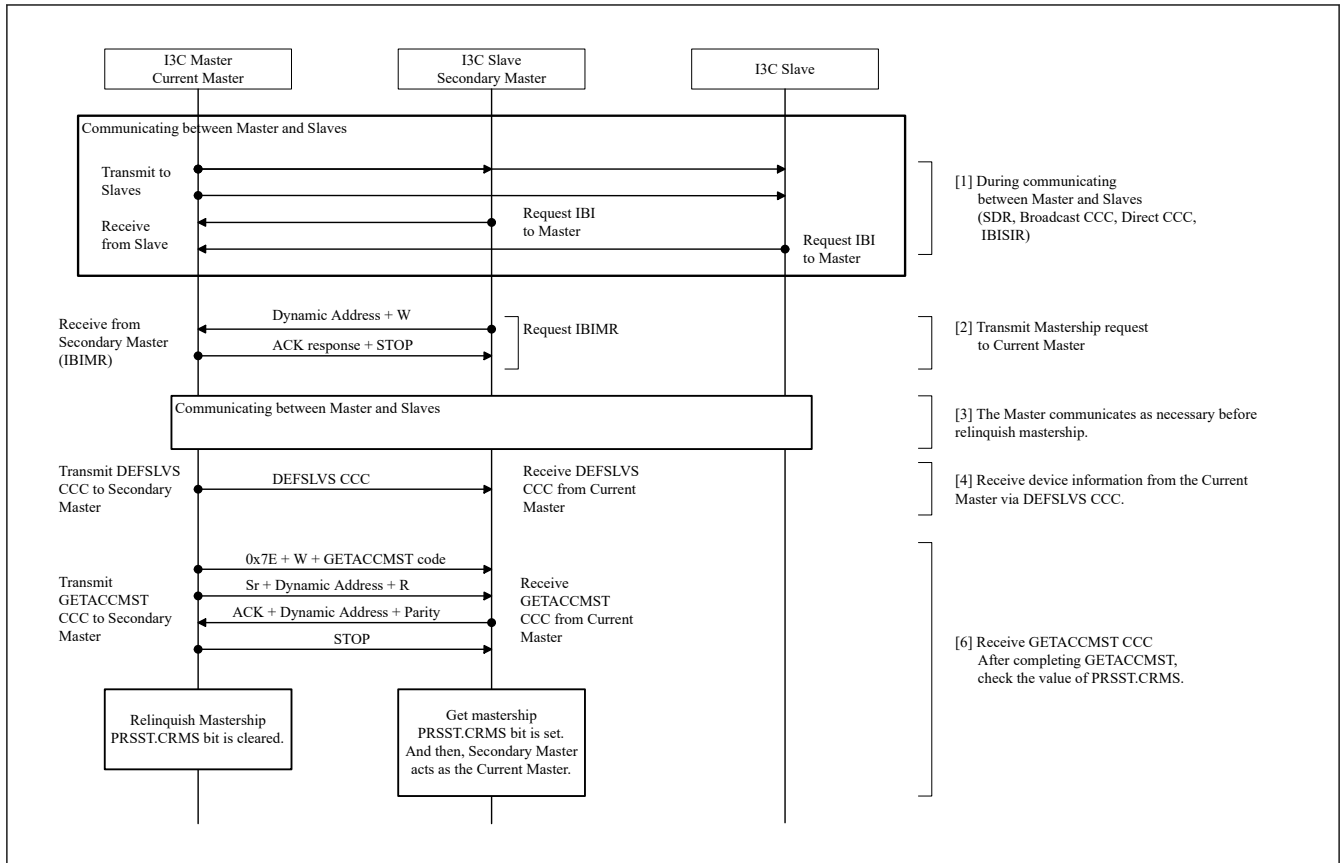 I3C Master
Current Master
I3C Slave
Secondary Master
I3C Slave
Communicating between Master and Slaves
Transmit to
Slaves
Receive
from Slave
Request IBI
to Master
Request IBI
to Master
[1] During communicating
between Master and Slaves
(SDR, Broadcast CCC, Direct CCC,
IBISIR)
Receive from
Secondary Master
(IBIMR)
Dynamic Address + W
ACK response + STOP
Request IBIMR
[2] Transmit Mastership request
to Current Master
Communicating between Master and Slaves
[3] The Master communicates as necessary before
relinquish mastership.
Transmit DEFSLVS
CCC to Secondary
Master
DEFSLVS CCC
Receive DEFSLVS
CCC from Current
Master
[4] Receive device information from the Current
Master via DEFSLVS CCC.
Transmit
GETACCMST
CCC to Secondary
Master
0x7E + W + GETACCMST code
Sr + Dynamic Address + R
ACK + Dynamic Address + Parity
STOP
Receive
GETACCMST
CCC from Current
Master
[6] Receive GETACCMST CCC
After completing GETACCMST,
check the value of PRSST.CRMS.
Relinquish Mastership
PRSST.CRMS bit is cleared.
Get mastership
PRSST.CRMS bit is set.
And then, Secondary Master
acts as the Current Master.